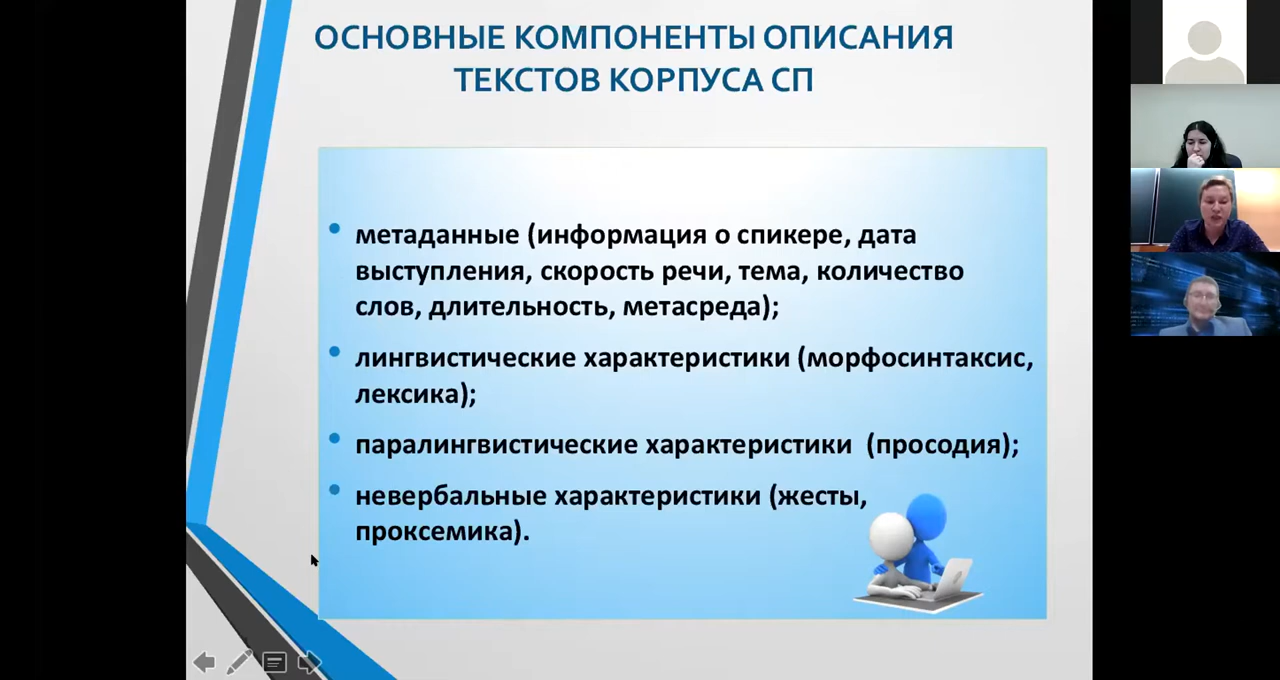 ОСНОВНЫЕ КОМПОНЕНТЫ ОПИСАНИЯ
ТЕКСТОВ КОРПУСА СП
• метаданные (информация о спикере, дата
выступления, скорость речи, тема, количество
слов, длительность, метасреда);
• лингвистические характеристики (морфосинтаксис,
лексика);
• паралингвистические характеристики (просодия);
• невербальные характеристики (жесты,
проксемика).